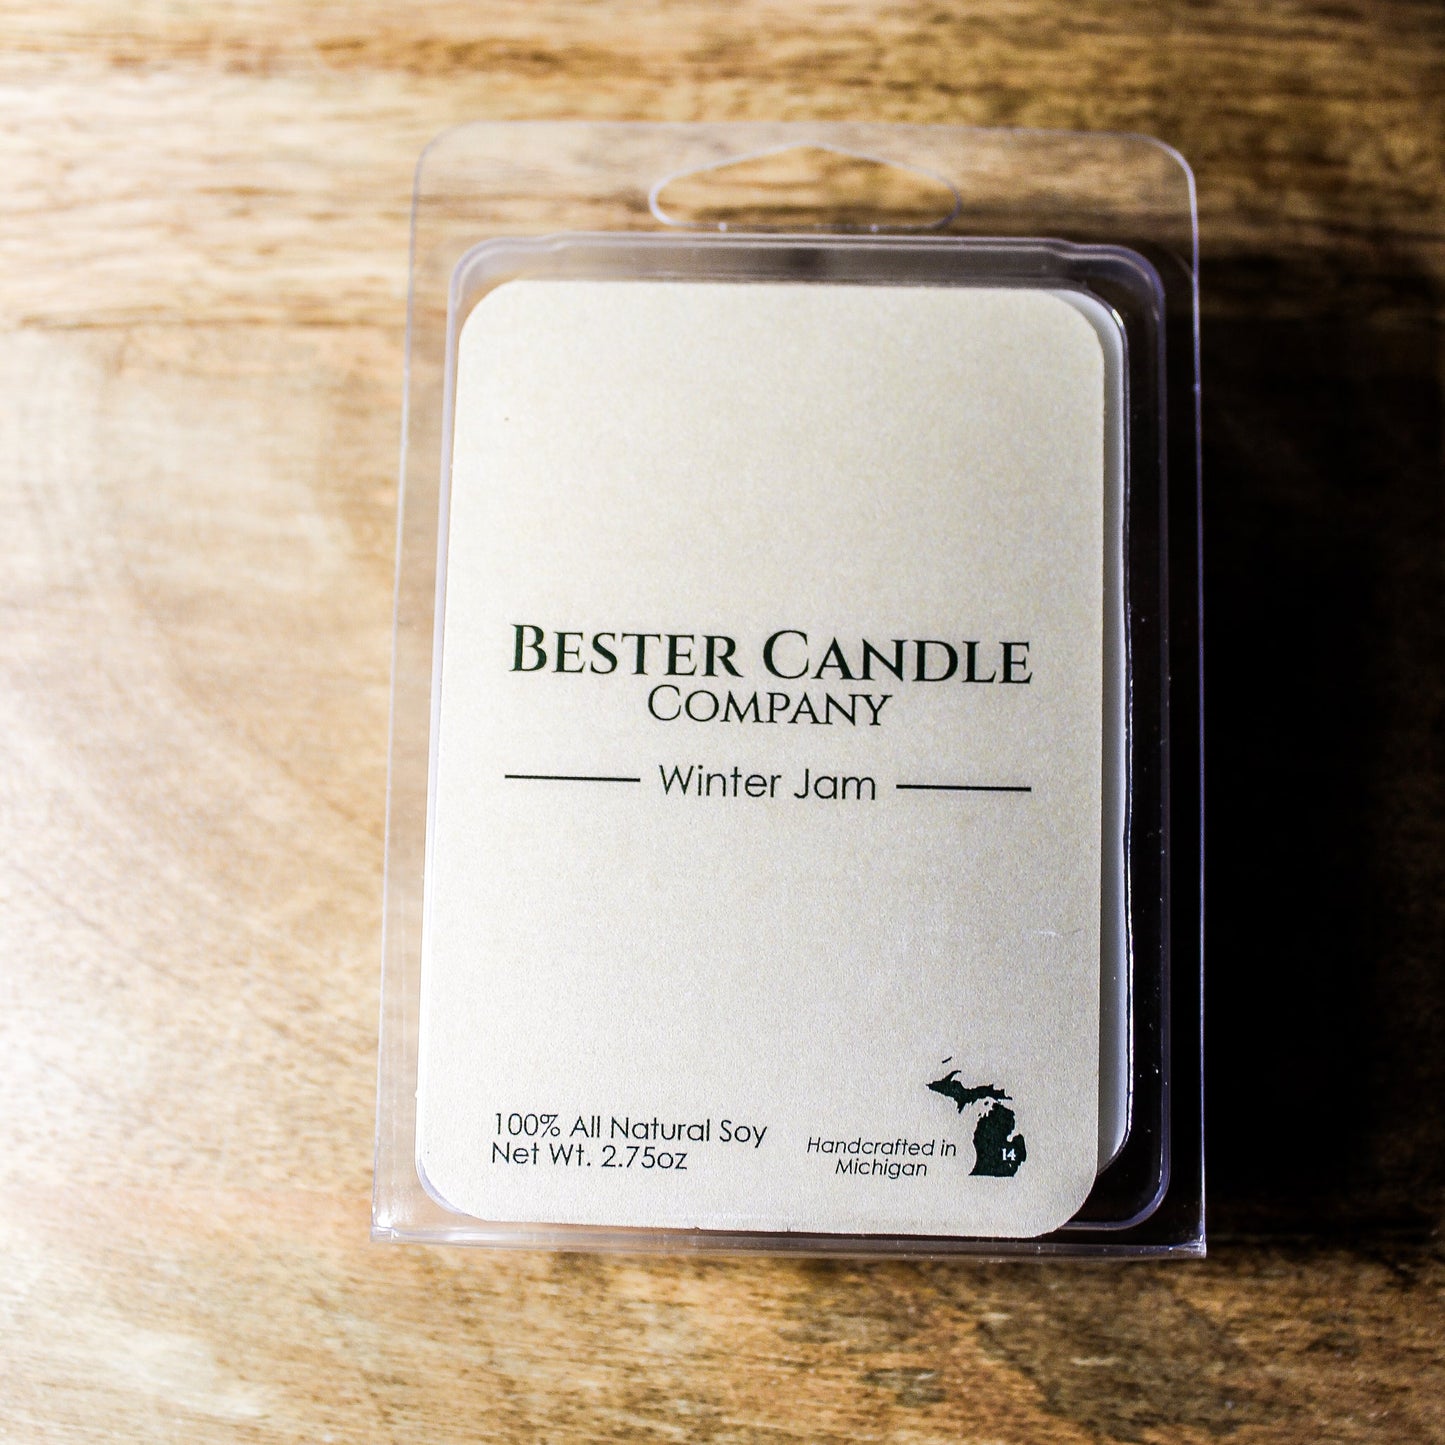 BESTER CANDLE
COMPANY
Winter Jam
100% All Natural Soy
Net Wt. 2.75oz
Handcrafted in
Michigan
14